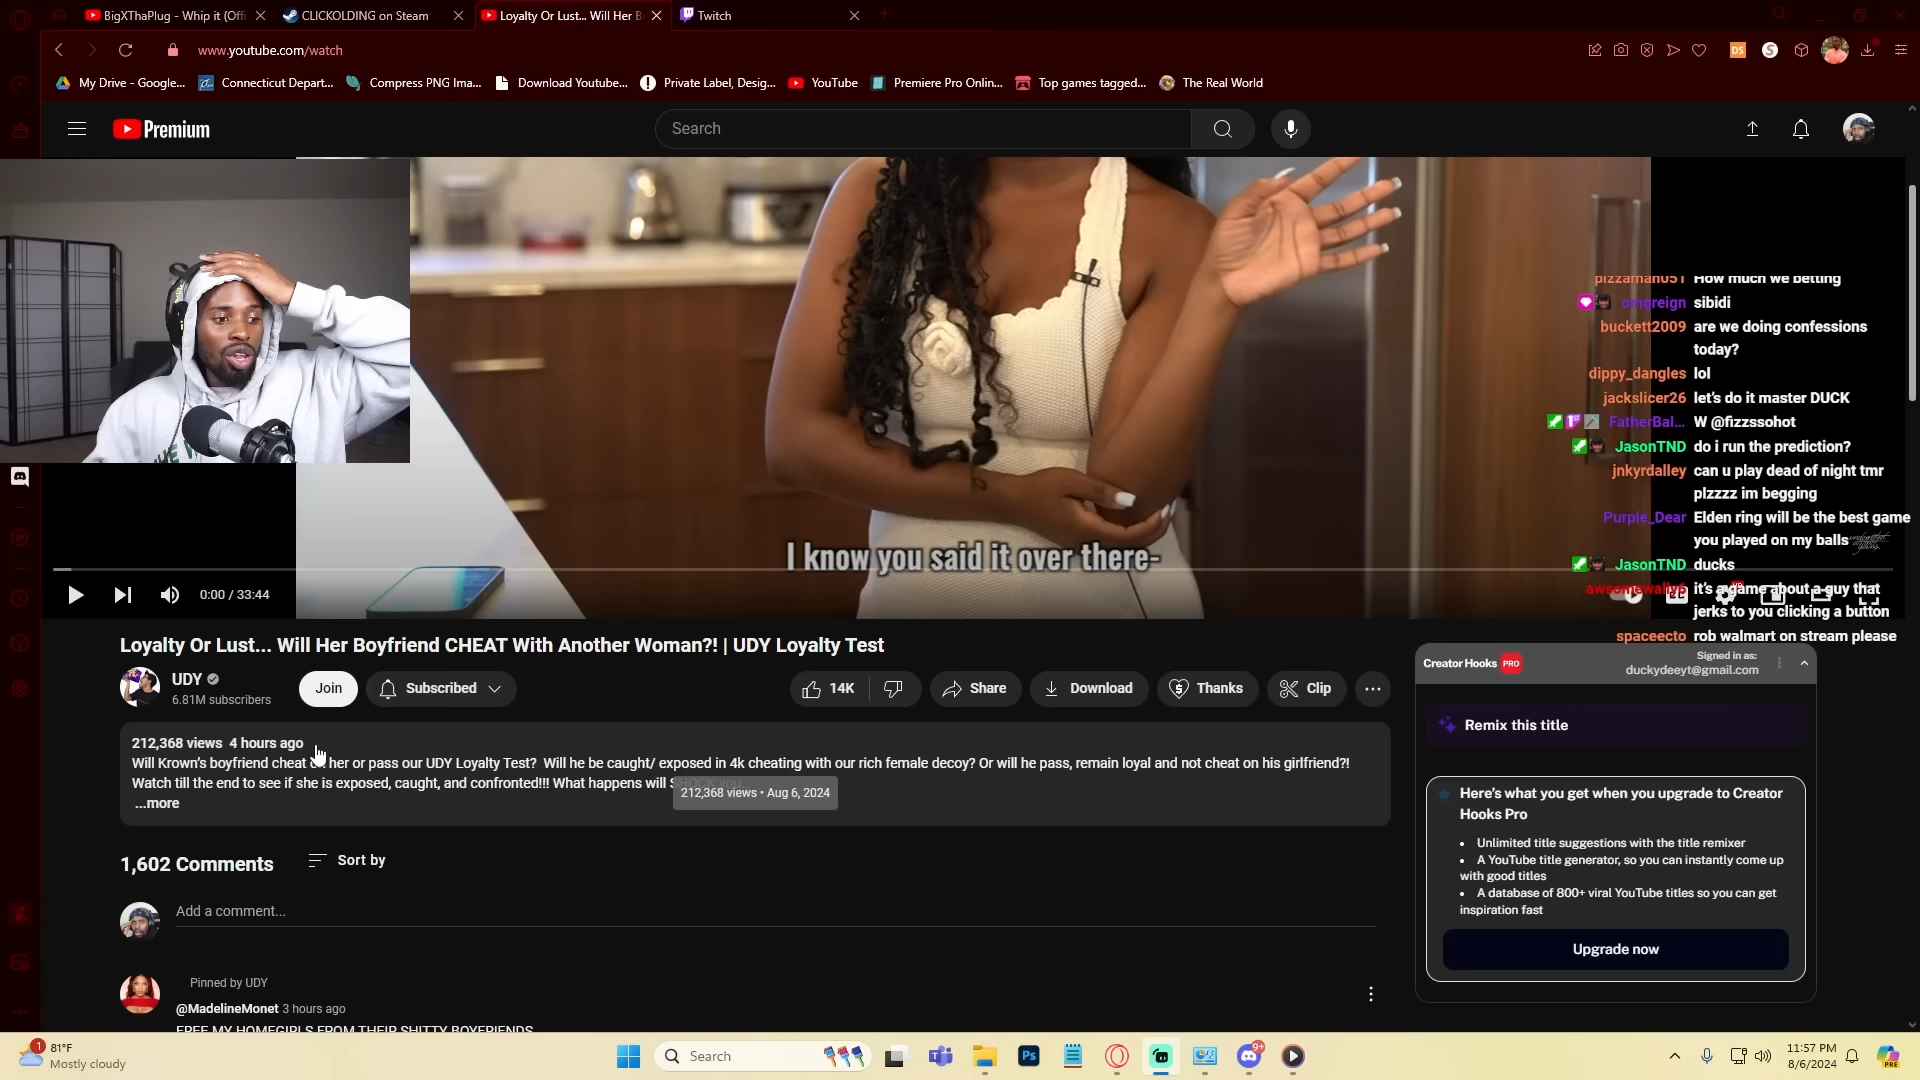 BigXThaPlug - Whip it (Offi
CLICKOLDING on Steam
Loyalty Or Lust... Will Her B
Twitch
www.youtube.com/watch
My Drive - Google...
Connecticut Depart...
Compress PNG Ima...
Download Youtube...
Private Label, Desig...
YouTube
Premiere Pro Onlin...
Top games tagged...
The Real World
DS
Premium
Search
pizzaman051 How much we betting
omgreign sibidi
buckett2009 are we doing confessions
today?
dippy_dangles lol
jackslicer26 let's do it master DUCK
FatherBal... W @fizzssohot
JasonTND do i run the prediction?
jnkyrdalley can u play dead of night tmr
plzzzz im begging
Purple_Dear Elden ring will be the best game
you played on my balls
JasonTND ducks
awsomewally6 it's a game about a guy that
jerks to you clicking a button
spaceecto rob walmart on stream please
I know you said it over there-
0:00 / 33:44
Loyalty Or Lust... Will Her Boyfriend CHEAT With Another Woman?! | UDY Loyalty Test
UDY
6.81M subscribers
Join
Subscribed
14K
Share
Download
Thanks
Clip
212,368 views 4 hours ago
Will Krown's boyfriend cheat her or pass our UDY Loyalty Test? Will he be caught/ exposed in 4k cheating with our rich female decoy? Or will he pass, remain loyal and not cheat on his girlfriend?!
Watch till the end to see if she is exposed, caught, and confronted!!! What happens will SHOCK you
212,368 views • Aug 6, 2024
...more
1,602 Comments
Sort by
Add a comment...
Pinned by UDY
@MadelineMonet 3 hours ago
FREE MY HOMEGIRLS FROM THEIR SHITTY BOYFRIENDS
Creator Hooks PRO
Signed in as:
duckydeeyt@gmail.com
Remix this title
Here's what you get when you upgrade to Creator
Hooks Pro
• Unlimited title suggestions with the title remixer
• A YouTube title generator, so you can instantly come up
with good titles
• A database of 800+ viral YouTube titles so you can get
inspiration fast
Upgrade now
1
81°F
Mostly cloudy
Search
Ps
9+
11:57 PM
8/6/2024
PRE